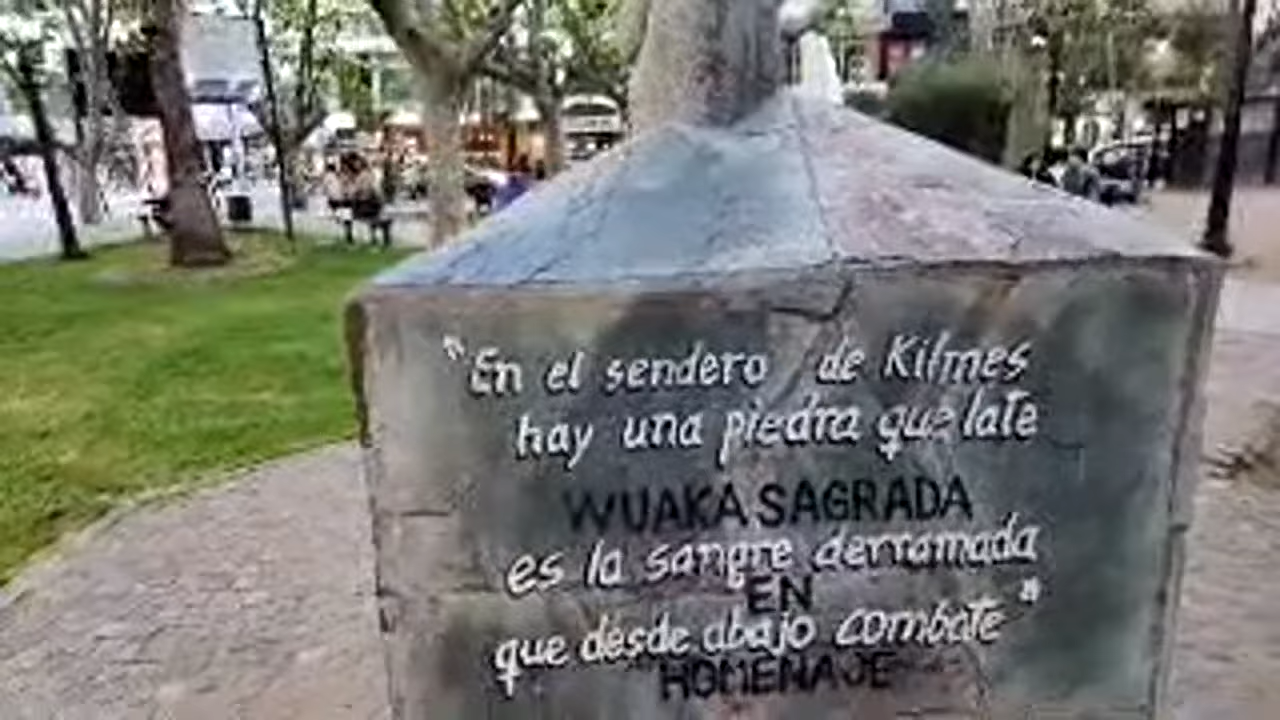 "En el sendero de Kilmes
hay una piedra que late
WUAKA SAGRADA
es la sangre derramada
EN
que desde abajo combate"
HOMENAJE